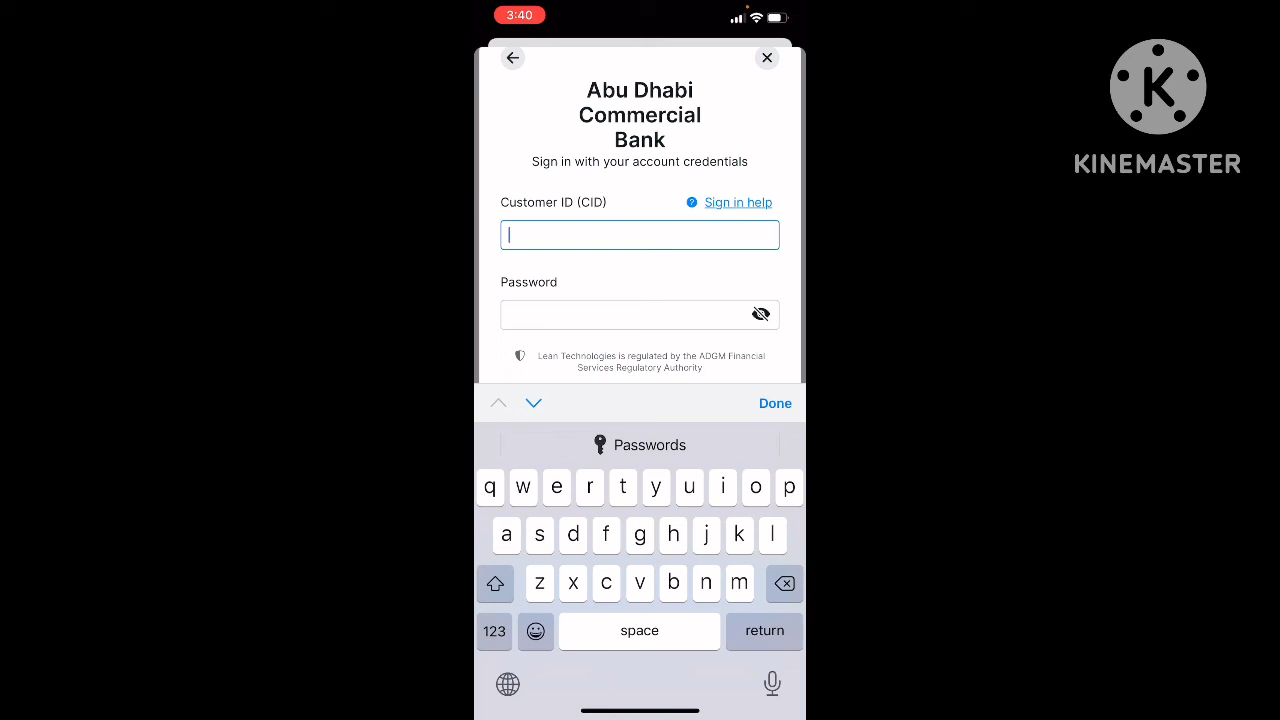 3:40
Abu Dhabi
Commercial
Bank
Sign in with your account credentials
Customer ID (CID)
? Sign in help
Password
Lean Technologies is regulated by the ADGM Financial
Services Regulatory Authority
Done
Passwords
q w e r t y u i o p
a s d f g h j k l
z x c v b n m
123 space return
K
KINEMASTER